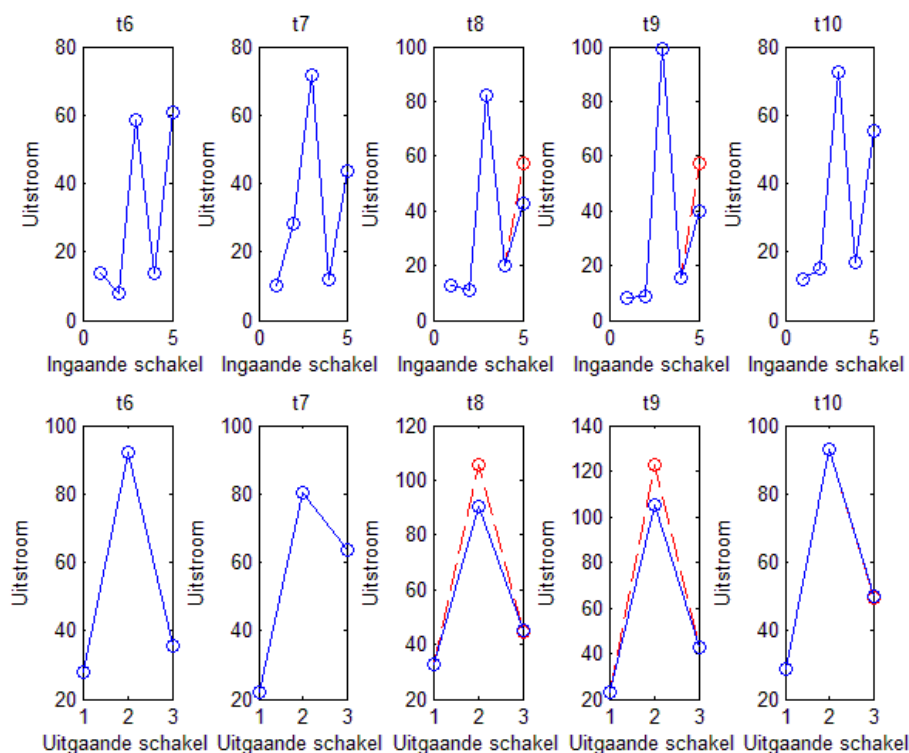 t6 t7 t8 t9 t10
80 80 100 100 80
60 60 80 80 60
40 40 60 60 40
20 20 40 40 20
0 0 20 20 0
0 0
Uitstroom Uitstroom Uitstroom Uitstroom Uitstroom
0 5 0 5 0 5 0 5 0 5
Ingaande schakel Ingaande schakel Ingaande schakel Ingaande schakel Ingaande schakel
t6 t7 t8 t9 t10
100 100 120 140 100
80 80 100 120 80
60 60 80 100 60
40 40 60 80 40
20 20 40 60 20
20 40
20
Uitstroom Uitstroom Uitstroom Uitstroom Uitstroom
1 2 3 1 2 3 1 2 3 1 2 3 1 2 3
Uitgaande schakel Uitgaande schakel Uitgaande schakel Uitgaande schakel Uitgaande schakel